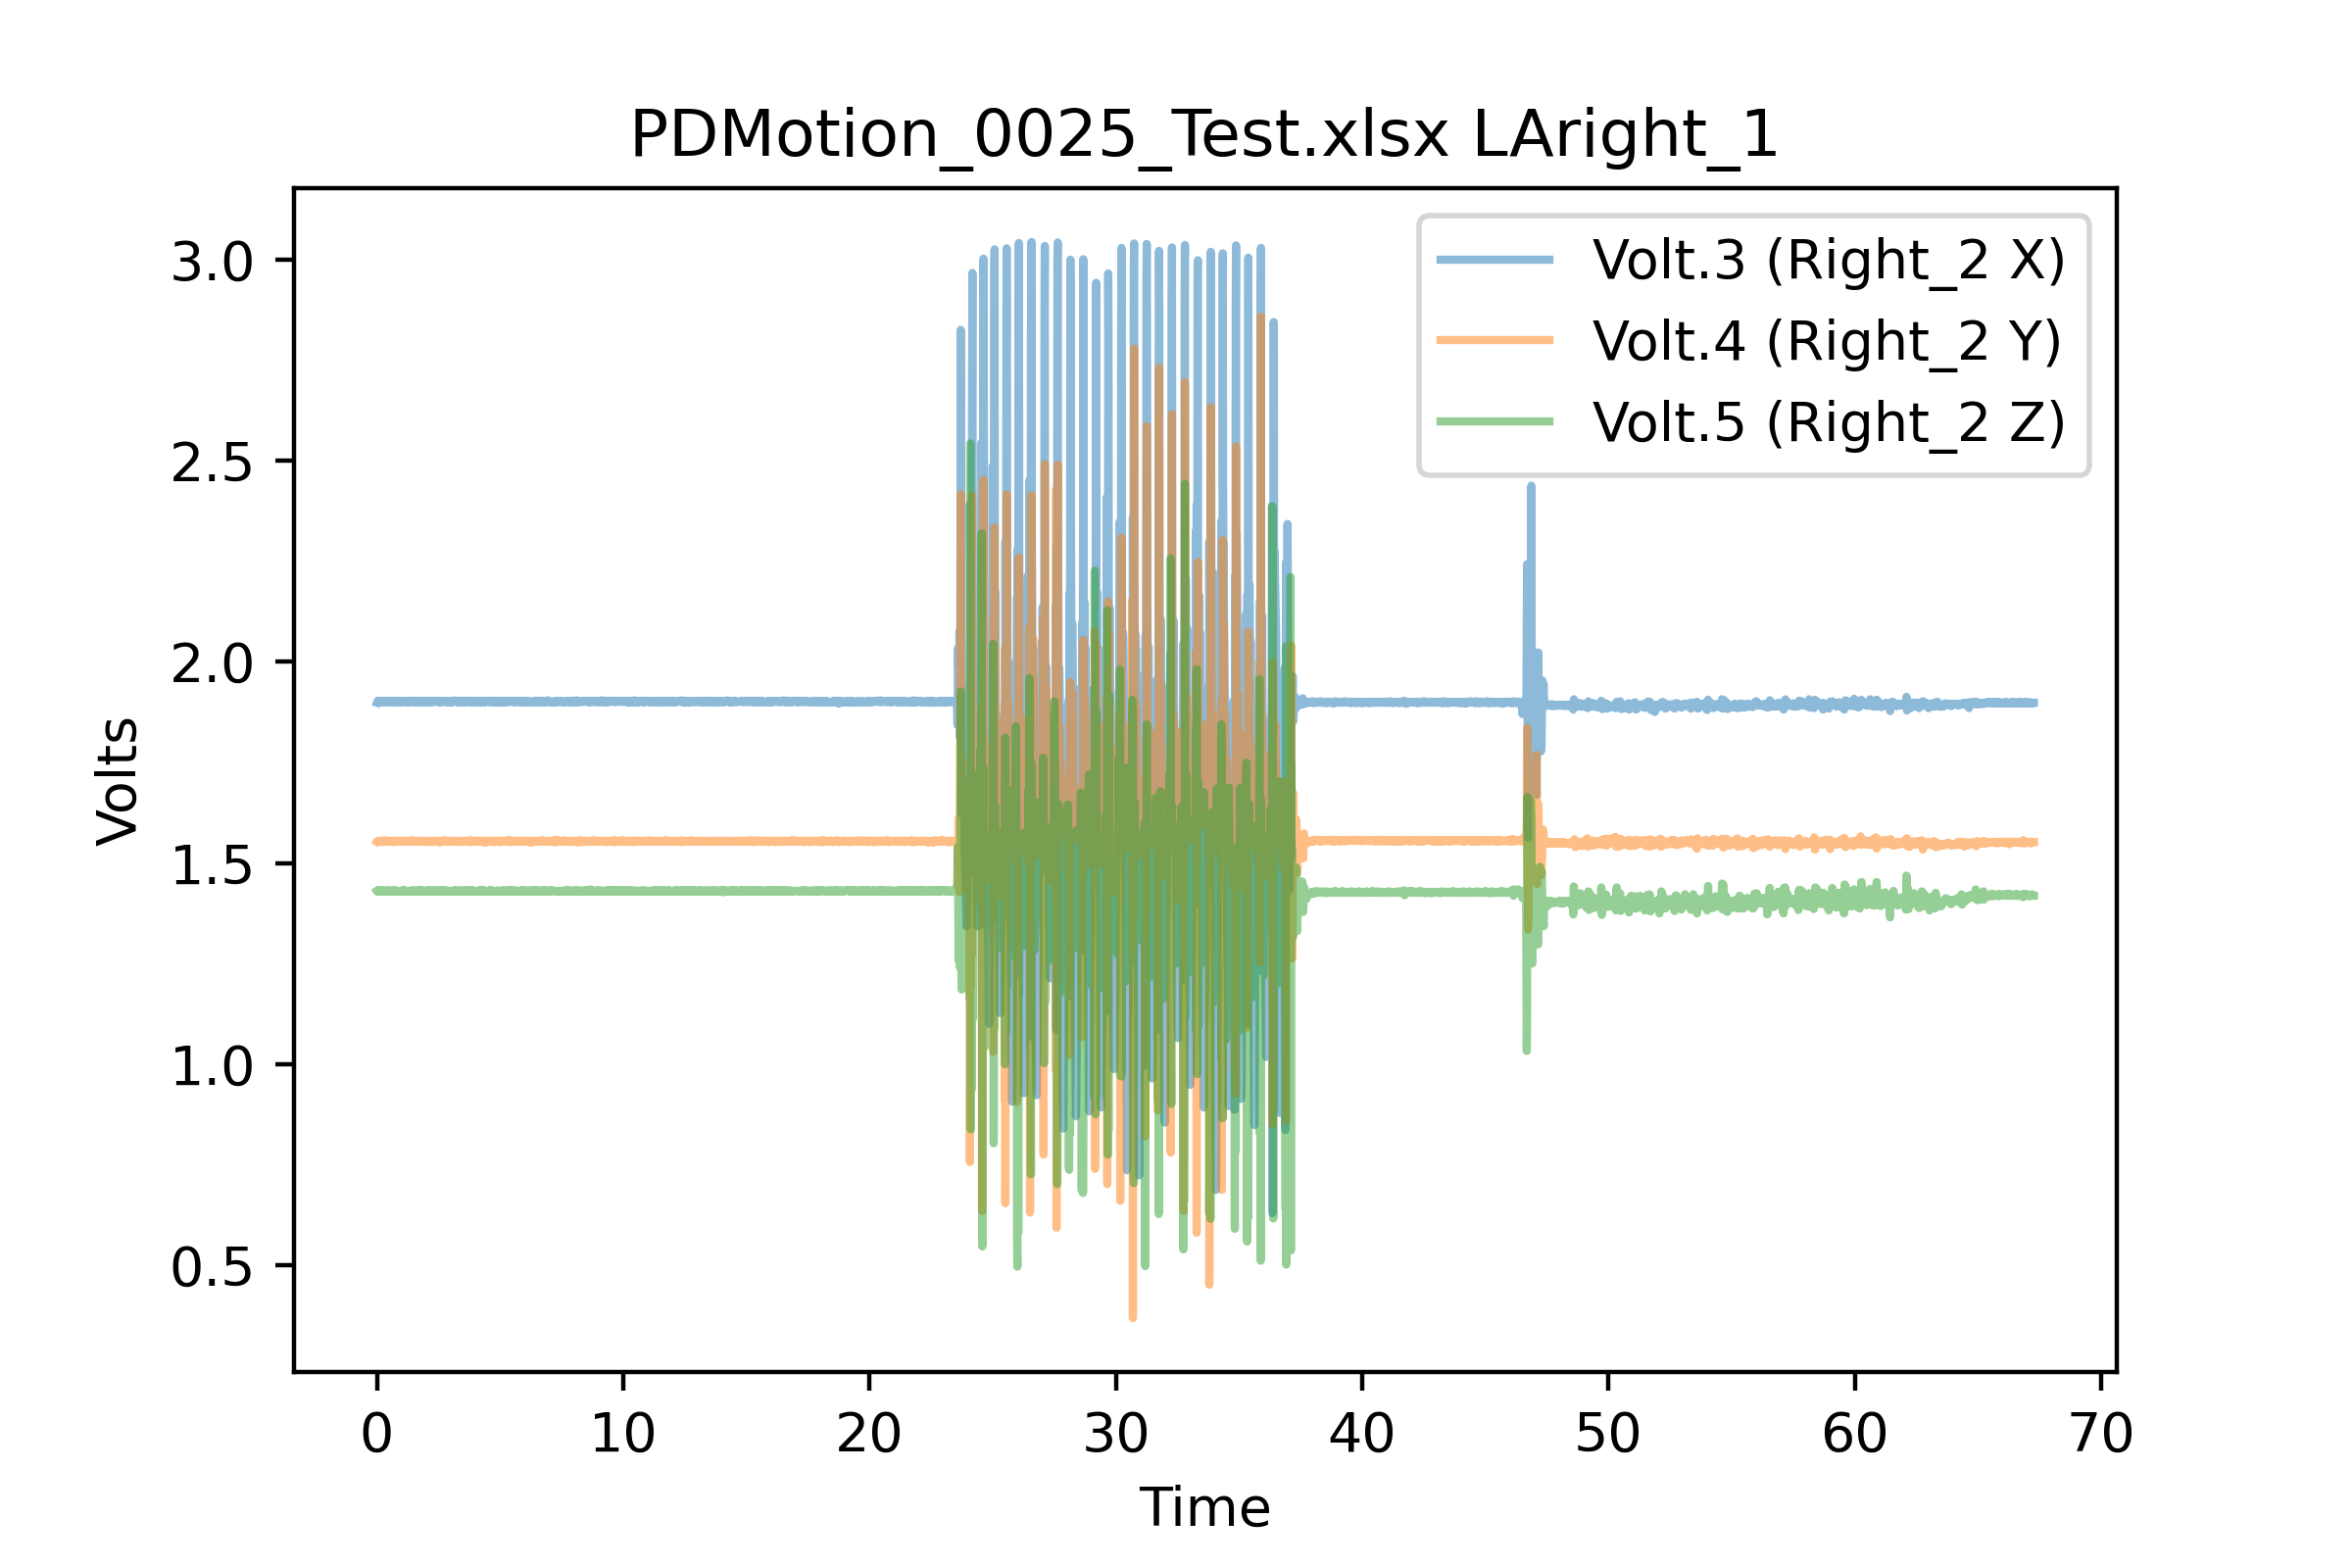 PDMotion_0025_Test.xlsx LAright_1
Volt.3 (Right_2 X)
Volt.4 (Right_2 Y)
Volt.5 (Right_2 Z)
Volts
3.0
2.5
2.0
1.5
1.0
0.5
0 10 20 30 40 50 60 70
Time